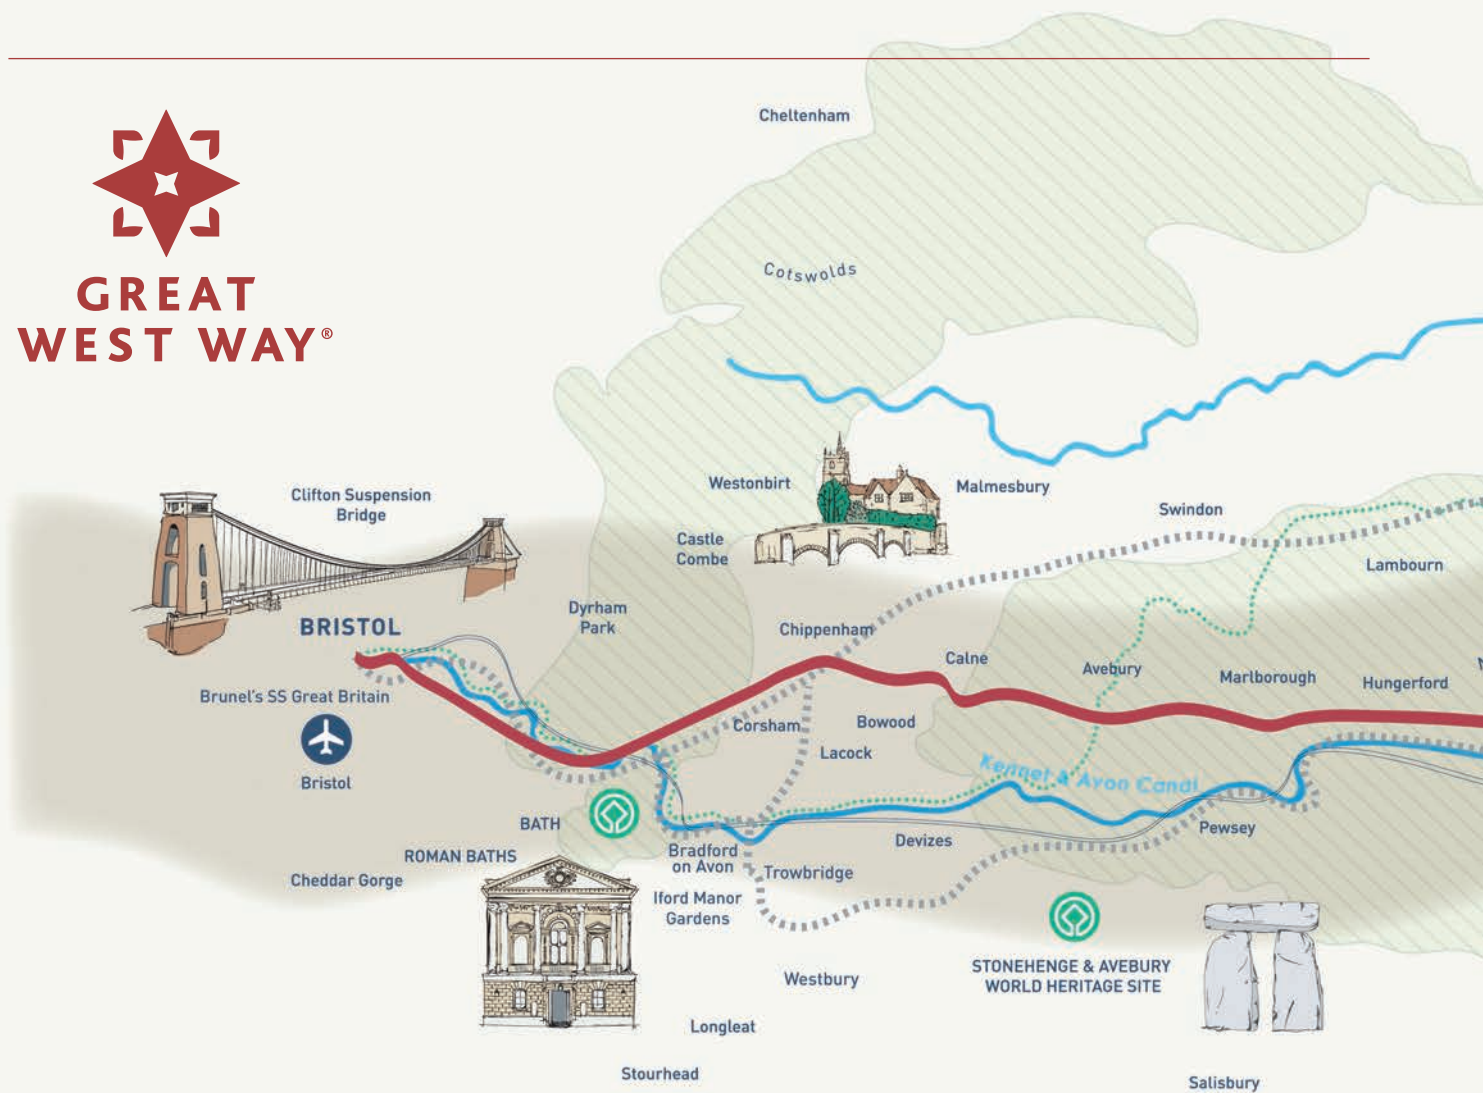 GREAT
WEST WAY®
Cheltenham
Cotswolds
Clifton Suspension
Bridge
Westonbirt
Malmesbury
Swindon
Castle
Combe
Lambourn
Dyrham
Park
BRISTOL
Chippenham
Calne
Avebury
Marlborough
Hungerford
Brunel's SS Great Britain
Corsham
Bowood
Lacock
Bristol
Kennet & Avon Canal
BATH
Devizes
Pewsey
ROMAN BATHS
Bradford
on Avon
Trowbridge
Cheddar Gorge
Iford Manor
Gardens
Westbury
STONEHENGE & AVEBURY
WORLD HERITAGE SITE
Longleat
Stourhead
Salisbury